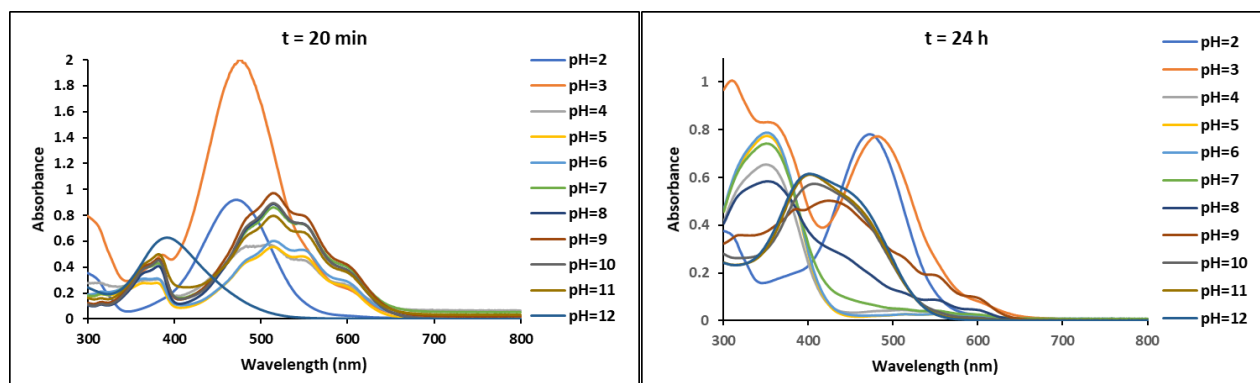 t = 20 min
Absorbance
2
1.8
1.6
1.4
1.2
1
0.8
0.6
0.4
0.2
0
300 400 500 600 700 800
Wavelength (nm)
pH=2
pH=3
pH=4
pH=5
pH=6
pH=7
pH=8
pH=9
pH=10
pH=11
pH=12
t = 24 h
Absorbance
1
0.8
0.6
0.4
0.2
0
300 400 500 600 700 800
Wavelength (nm)
pH=2
pH=3
pH=4
pH=5
pH=6
pH=7
pH=8
pH=9
pH=10
pH=11
pH=12